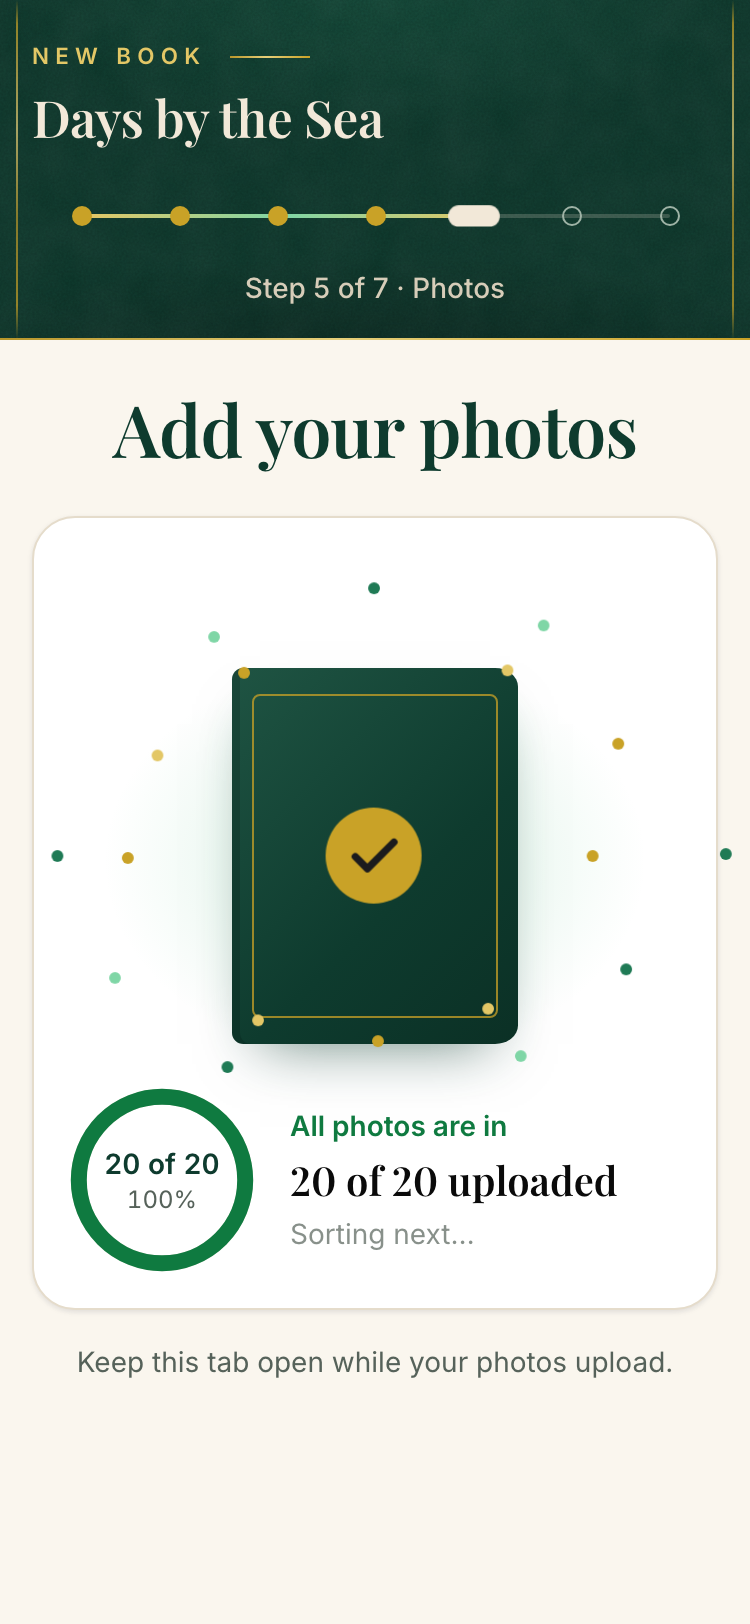 NEW BOOK
Days by the Sea
Step 5 of 7 · Photos
Add your photos
20 of 20
100%
All photos are in
20 of 20 uploaded
Sorting next...
Keep this tab open while your photos upload.